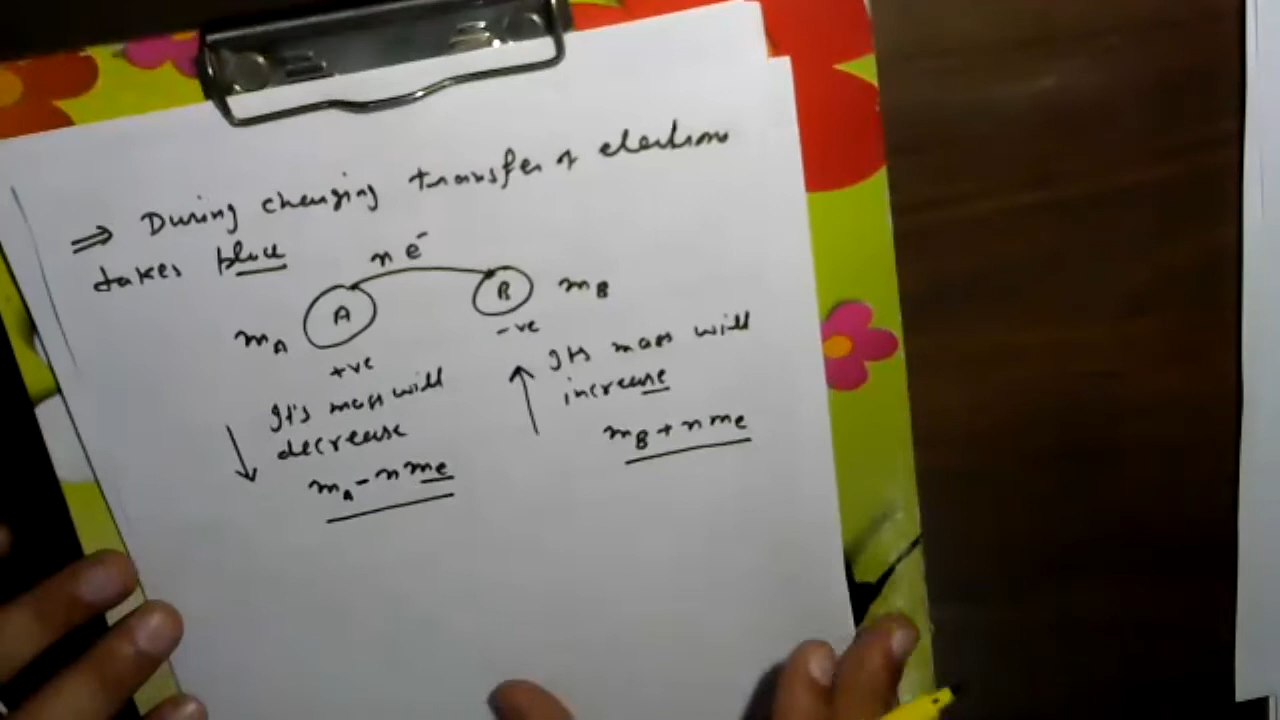 ⇒ During charging transfer of electrons
takes place
n e⁻
A
B
m_A
m_B
+ve
-ve
It's mass will
decrease
m_A - n m_e
Its mass will
increase
m_B + n m_e